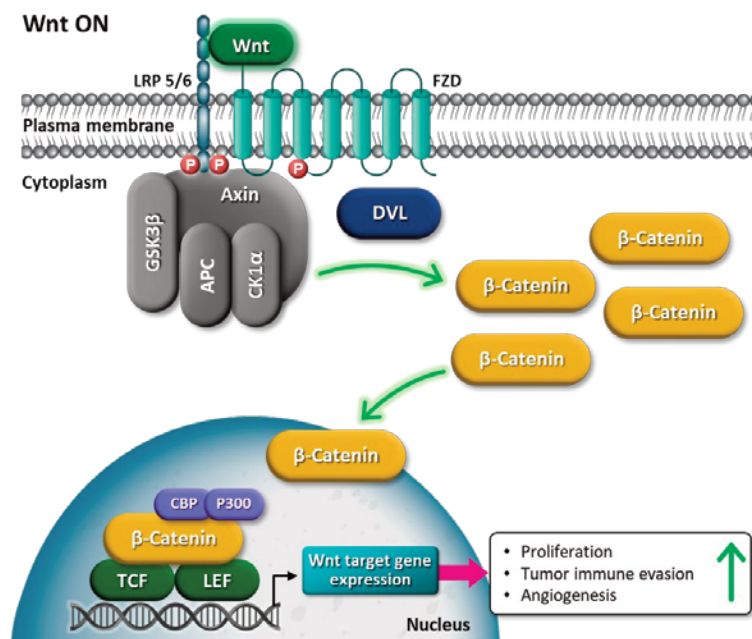 Wnt ON
Wnt
LRP 5/6
FZD
Plasma membrane
P
P
P
Cytoplasm
Axin
GSK3β
APC
CK1α
DVL
β-Catenin
β-Catenin
β-Catenin
β-Catenin
β-Catenin
CBP
P300
β-Catenin
TCF
LEF
Wnt target gene
expression
• Proliferation
• Tumor immune evasion
• Angiogenesis
Nucleus